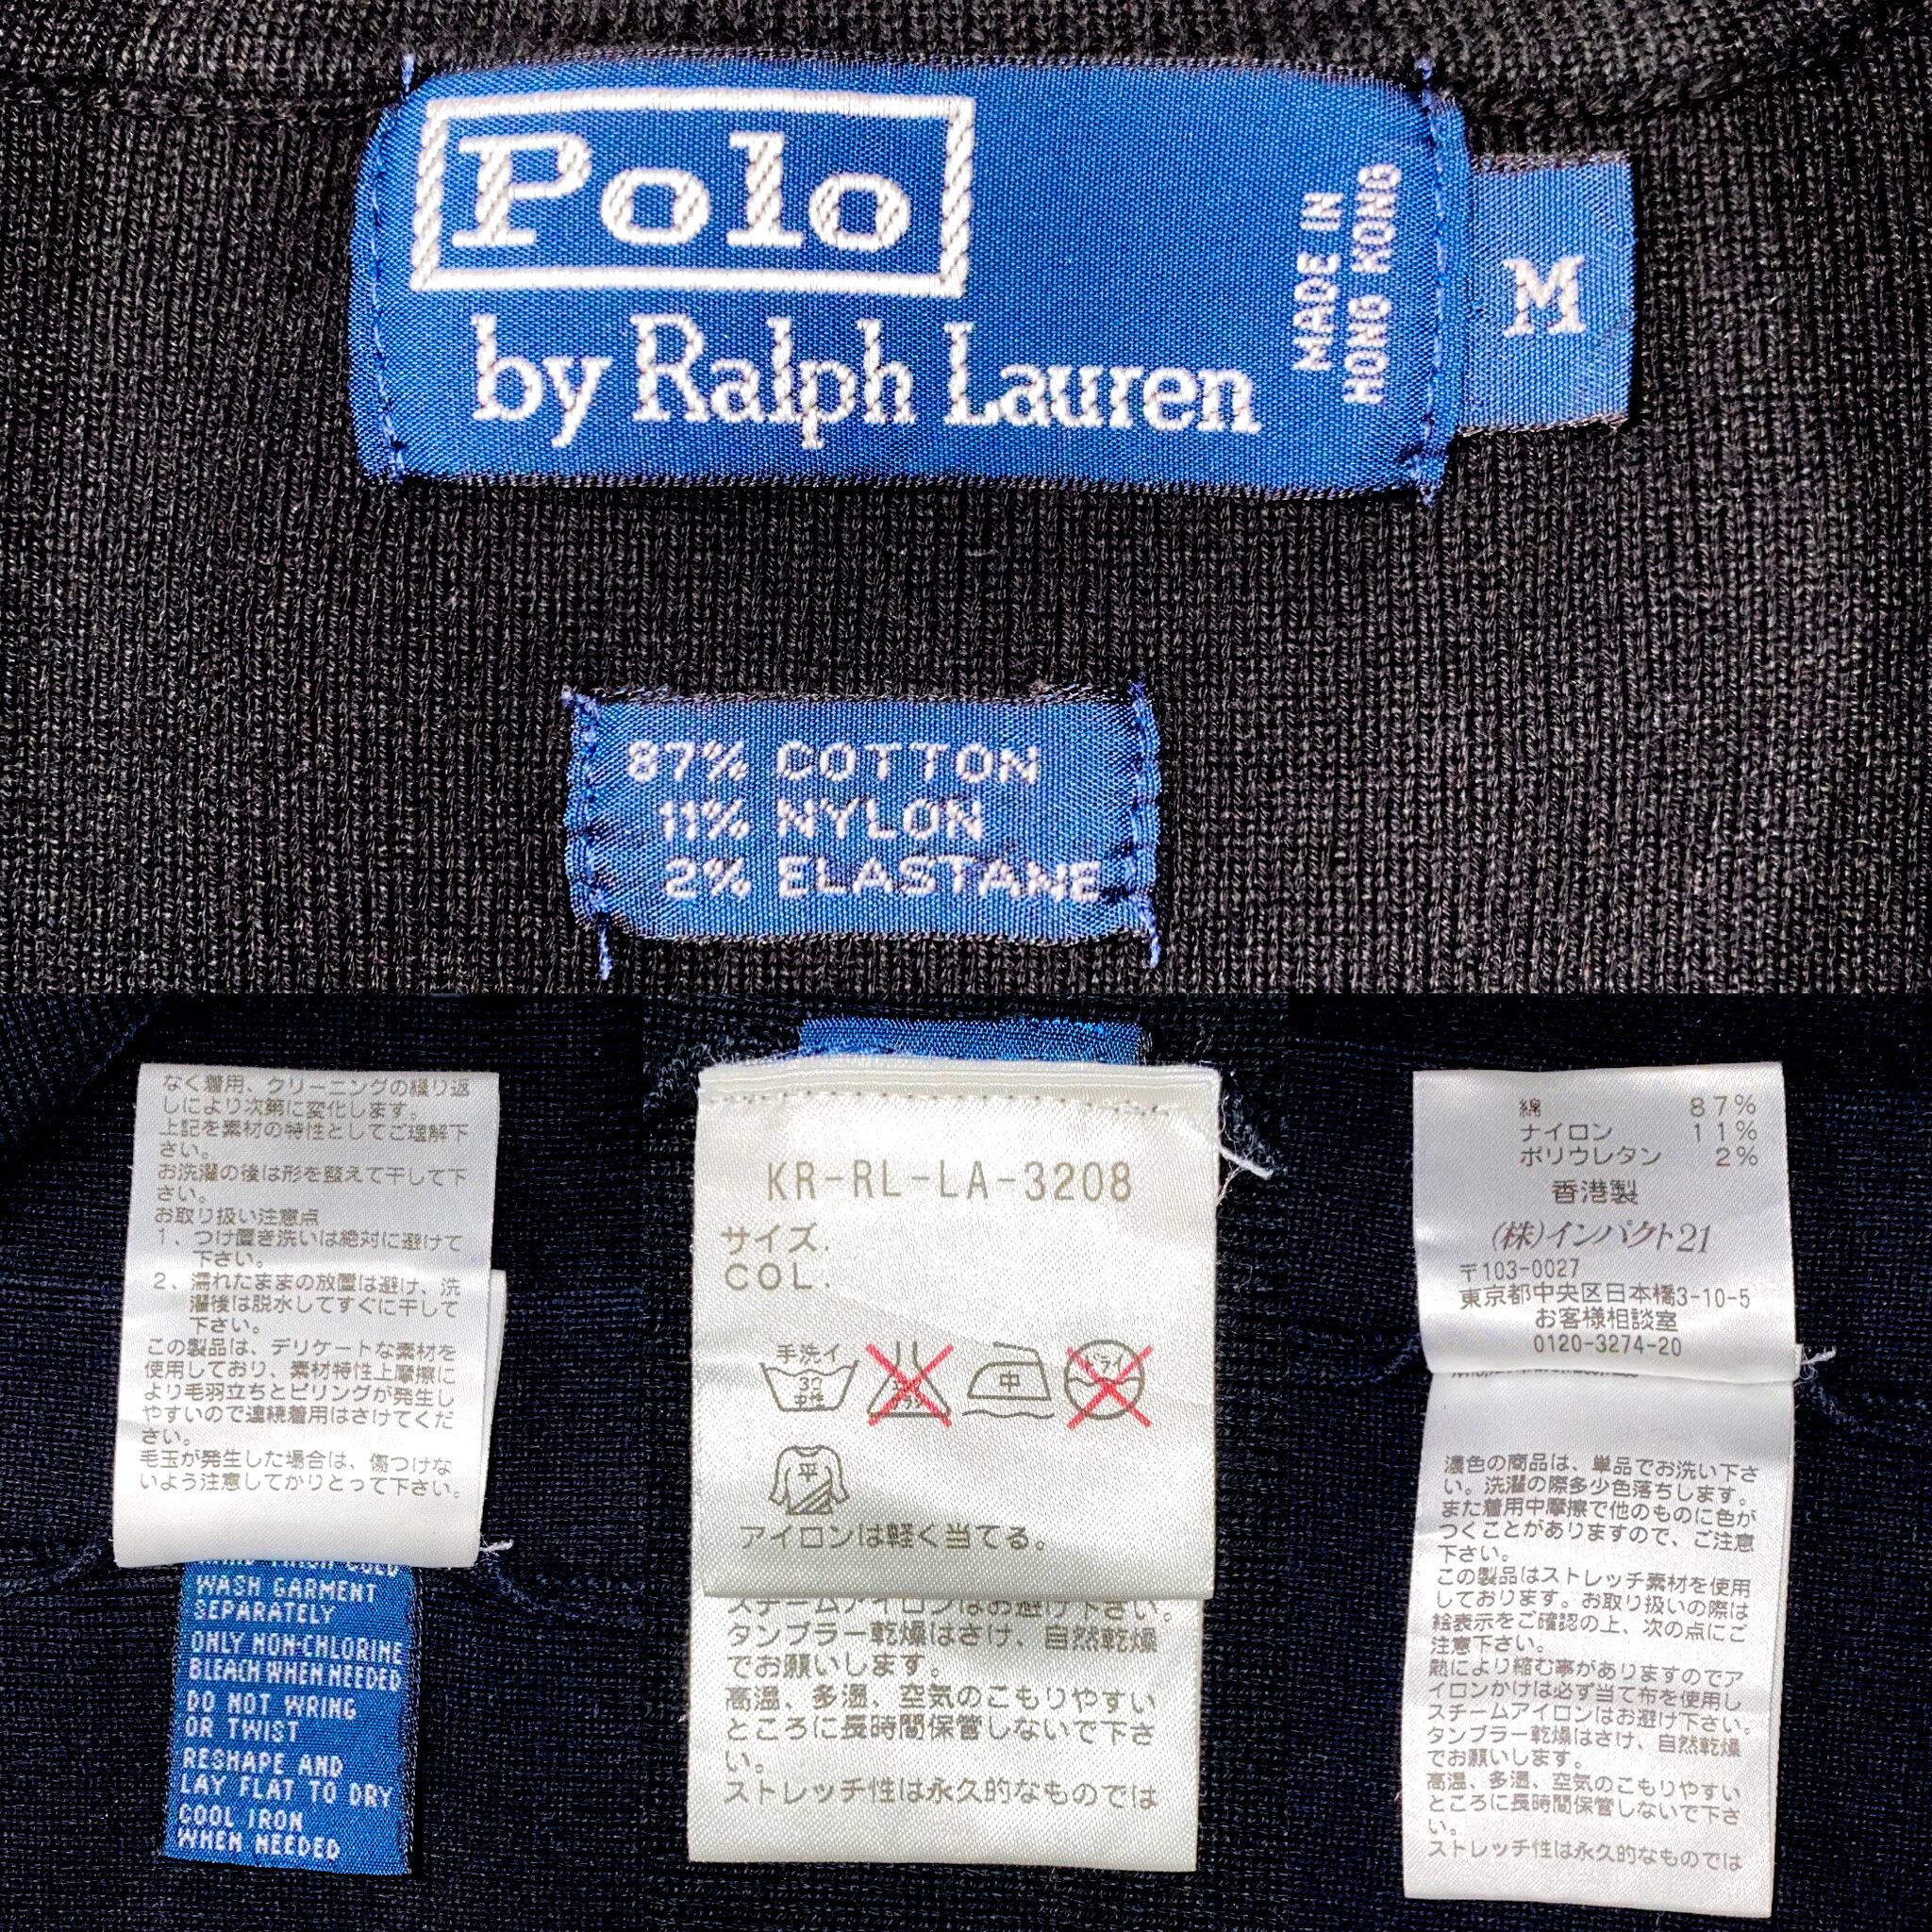 Polo
by Ralph Lauren
MADE IN
HONG KONG
M
87% COTTON
11% NYLON
2% ELASTANE
なく着用、クリーニングの繰り返
しにより次第に変化します。
上記を素材の特性としてご理解下
さい。
お洗濯の後は形を整えて干して下
さい。
お取り扱い注意点
1、つけ置き洗いは絶対に避けて
下さい。
2、濡れたままの放置は避け、洗
濯後は脱水してすぐに干して
下さい。
この製品は、デリケートな素材を
使用しており、素材特性上摩擦に
より毛羽立ちとピリングが発生し
やすいので連続着用はさけてくだ
さい。
毛玉が発生した場合は、傷つけな
いよう注意してかりとって下さい。
WASH GARMENT
SEPARATELY
ONLY NON-CHLORINE
BLEACH WHEN NEEDED
DO NOT WRING
OR TWIST
RESHAPE AND
LAY FLAT TO DRY
COOL IRON
WHEN NEEDED
KR-RL-LA-3208
サイズ.
COL.
手洗イ
30
中性
中
ドライ
平
アイロンは軽く当てる。
スチームアイロンはお避け下さい。
タンブラー乾燥はさけ、自然乾燥
でお願いします。
高温、多湿、空気のこもりやすい
ところに長時間保管しないで下さ
い。
ストレッチ性は永久的なものでは
綿 87%
ナイロン 11%
ポリウレタン 2%
香港製
(株)インパクト21
〒103-0027
東京都中央区日本橋3-10-5
お客様相談室
0120-3274-20
濃色の商品は、単品でお洗い下さ
い。洗濯の際多少色落ちします。
また着用中摩擦で他のものに色が
つくことがありますので、ご注意
下さい。
この製品はストレッチ素材を使用
しております。お取り扱いの際は
絵表示をご確認の上、次の点にご
注意下さい。
熱により縮む事がありますのでア
イロンかけは必ず当て布を使用し
スチームアイロンはお避け下さい。
タンブラー乾燥はさけ、自然乾燥
でお願いします。
高温、多湿、空気のこもりやすい
ところに長時間保管しないで下さ
い。
ストレッチ性は永久的なものでは